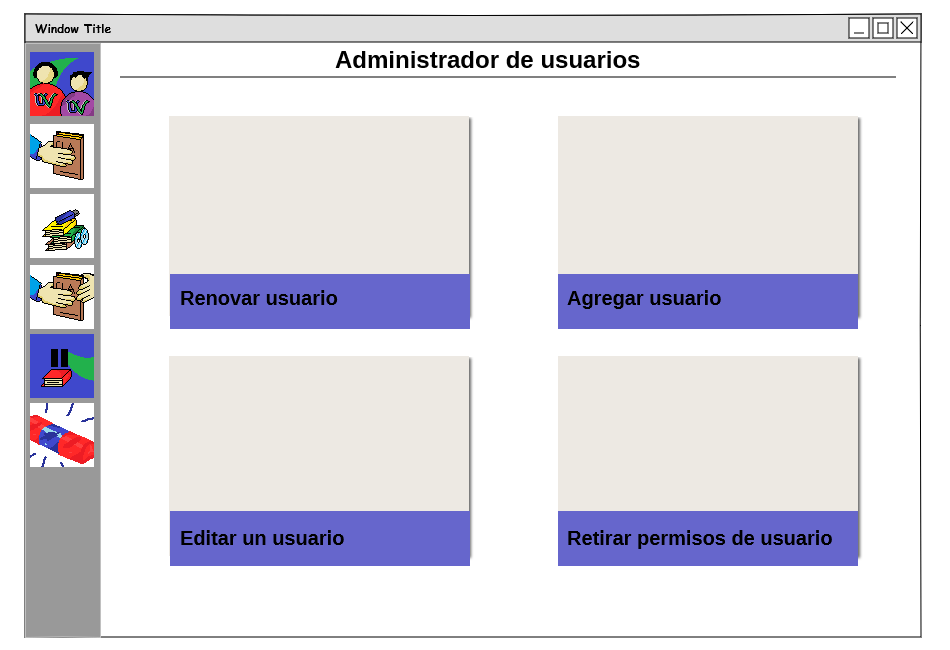 Window Title
Administrador de usuarios
Renovar usuario
Agregar usuario
Editar un usuario
Retirar permisos de usuario